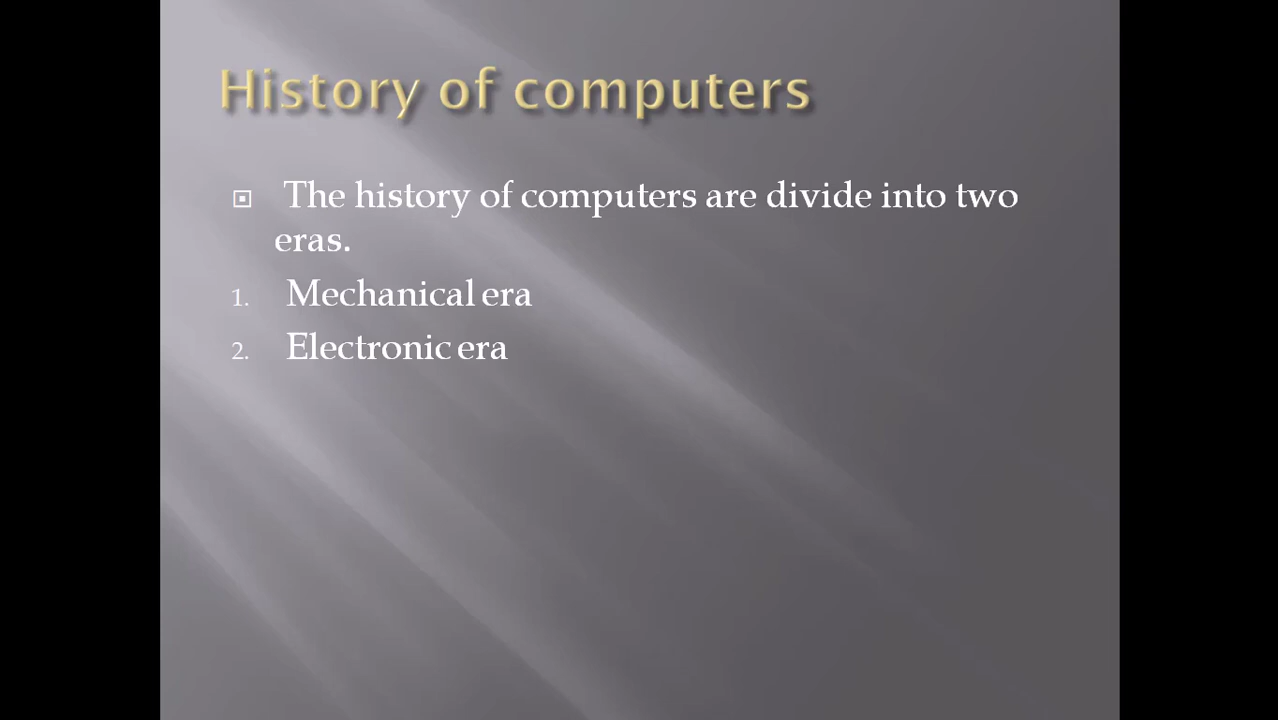 History of computers
The history of computers are divide into two
eras.
1. Mechanical era
2. Electronic era